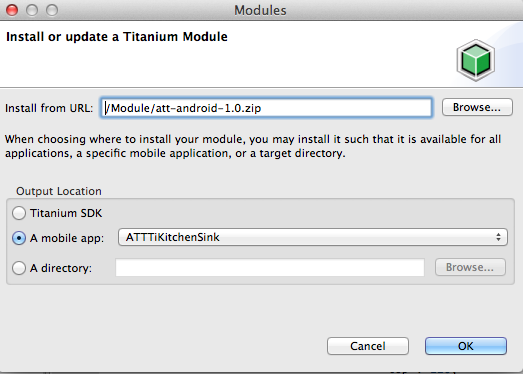 Modules
Install or update a Titanium Module
Install from URL: /Module/att-android-1.0.zip Browse...
When choosing where to install your module, you may install it such that it is available for all
applications, a specific mobile application, or a target directory.
Output Location
Titanium SDK
A mobile app: ATTTiKitchenSink
A directory: Browse...
Cancel OK